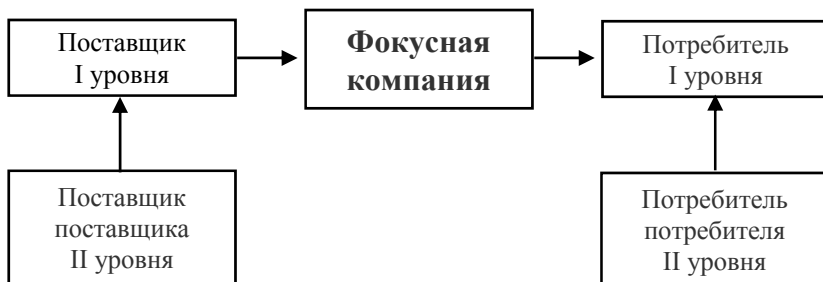 Поставщик
I уровня
Фокусная
компания
Потребитель
I уровня
Поставщик
поставщика
II уровня
Потребитель
потребителя
II уровня